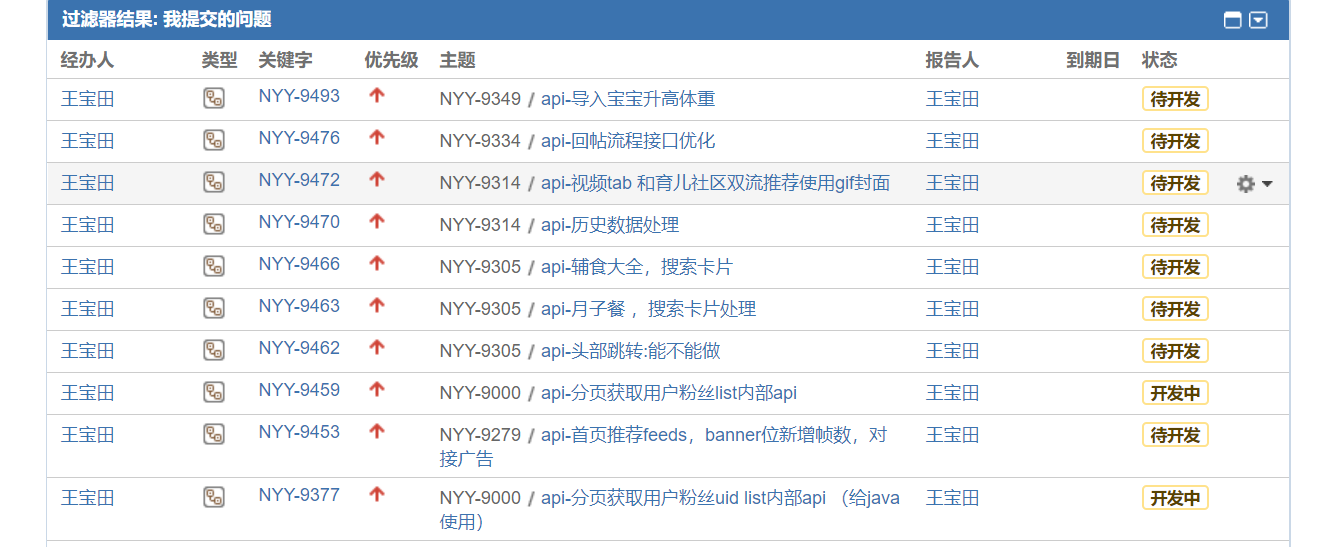 过滤器结果: 我提交的问题
经办人 类型 关键字 优先级 主题 报告人 到期日 状态
王宝田 NYY-9493 NYY-9349 / api-导入宝宝升高体重 王宝田 待开发
王宝田 NYY-9476 NYY-9334 / api-回帖流程接口优化 王宝田 待开发
王宝田 NYY-9472 NYY-9314 / api-视频tab 和育儿社区双流推荐使用gif封面 王宝田 待开发
王宝田 NYY-9470 NYY-9314 / api-历史数据处理 王宝田 待开发
王宝田 NYY-9466 NYY-9305 / api-辅食大全，搜索卡片 王宝田 待开发
王宝田 NYY-9463 NYY-9305 / api-月子餐 ，搜索卡片处理 王宝田 待开发
王宝田 NYY-9462 NYY-9305 / api-头部跳转:能不能做 王宝田 待开发
王宝田 NYY-9459 NYY-9000 / api-分页获取用户粉丝list内部api 王宝田 开发中
王宝田 NYY-9453 NYY-9279 / api-首页推荐feeds，banner位新增帧数，对 王宝田 待开发
接广告
王宝田 NYY-9377 NYY-9000 / api-分页获取用户粉丝uid list内部api （给java 王宝田 开发中
使用）